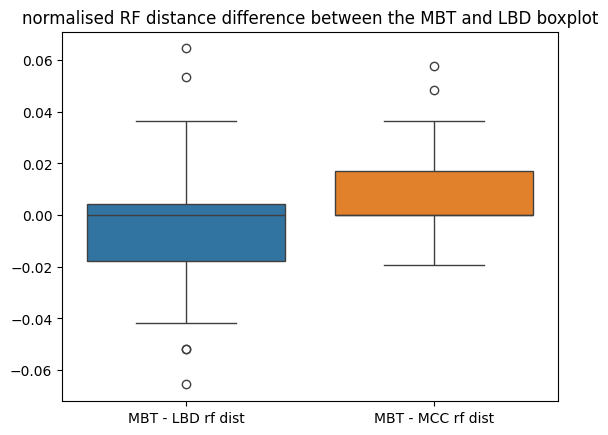 normalised RF distance difference between the MBT and LBD boxplot
0.06
0.04
0.02
0.00
−0.02
−0.04
−0.06
MBT - LBD rf dist
MBT - MCC rf dist